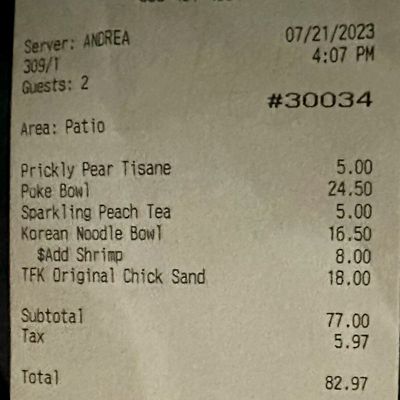 Server: ANDREA 07/21/2023
309/1 4:07 PM
Guests: 2
#30034
Area: Patio
Prickly Pear Tisane 5.00
Poke Bowl 24.50
Sparkling Peach Tea 5.00
Korean Noodle Bowl 16.50
$Add Shrimp 8.00
TFK Original Chick Sand 18.00
Subtotal 77.00
Tax 5.97
Total 82.97